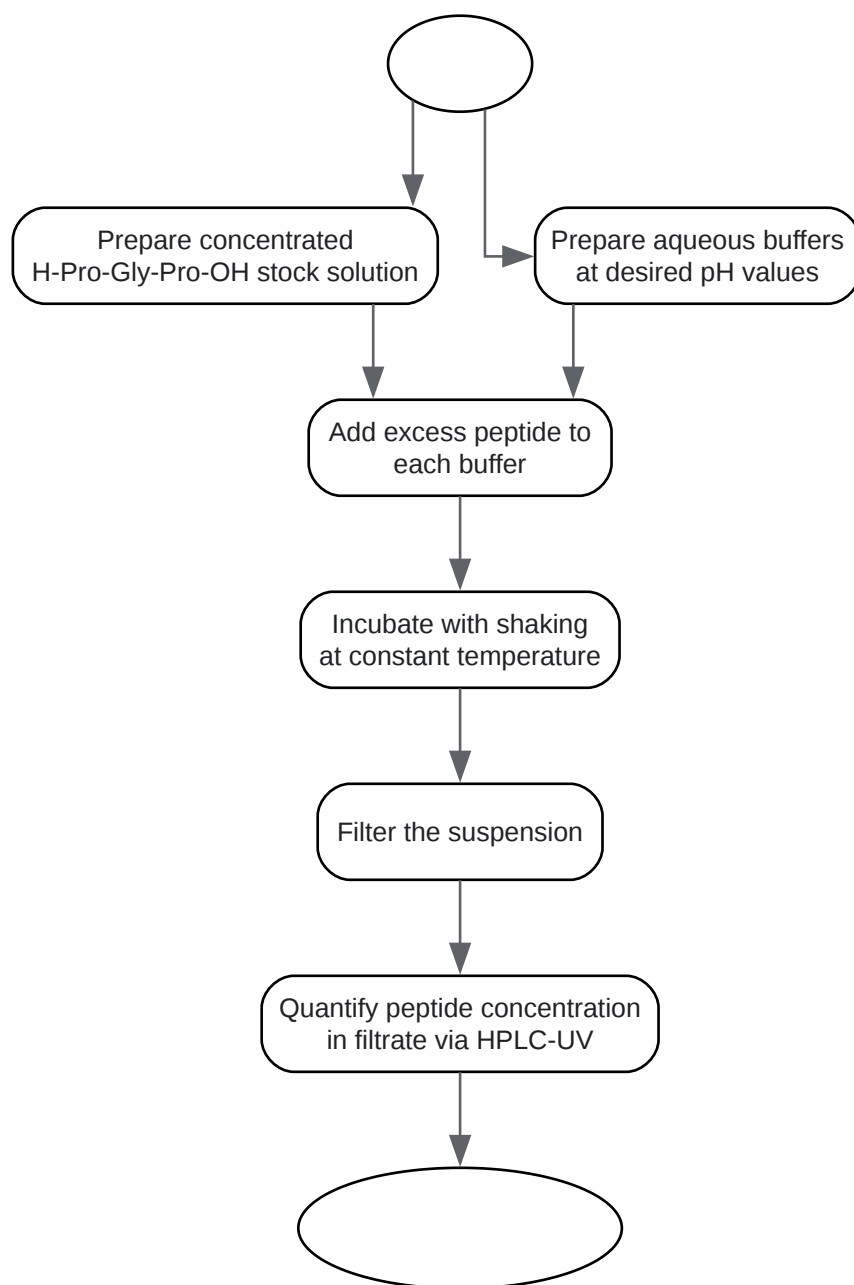 Prepare concentrated
H-Pro-Gly-Pro-OH stock solution
Prepare aqueous buffers
at desired pH values
Add excess peptide to
each buffer
Incubate with shaking
at constant temperature
Filter the suspension
Quantify peptide concentration
in filtrate via HPLC-UV